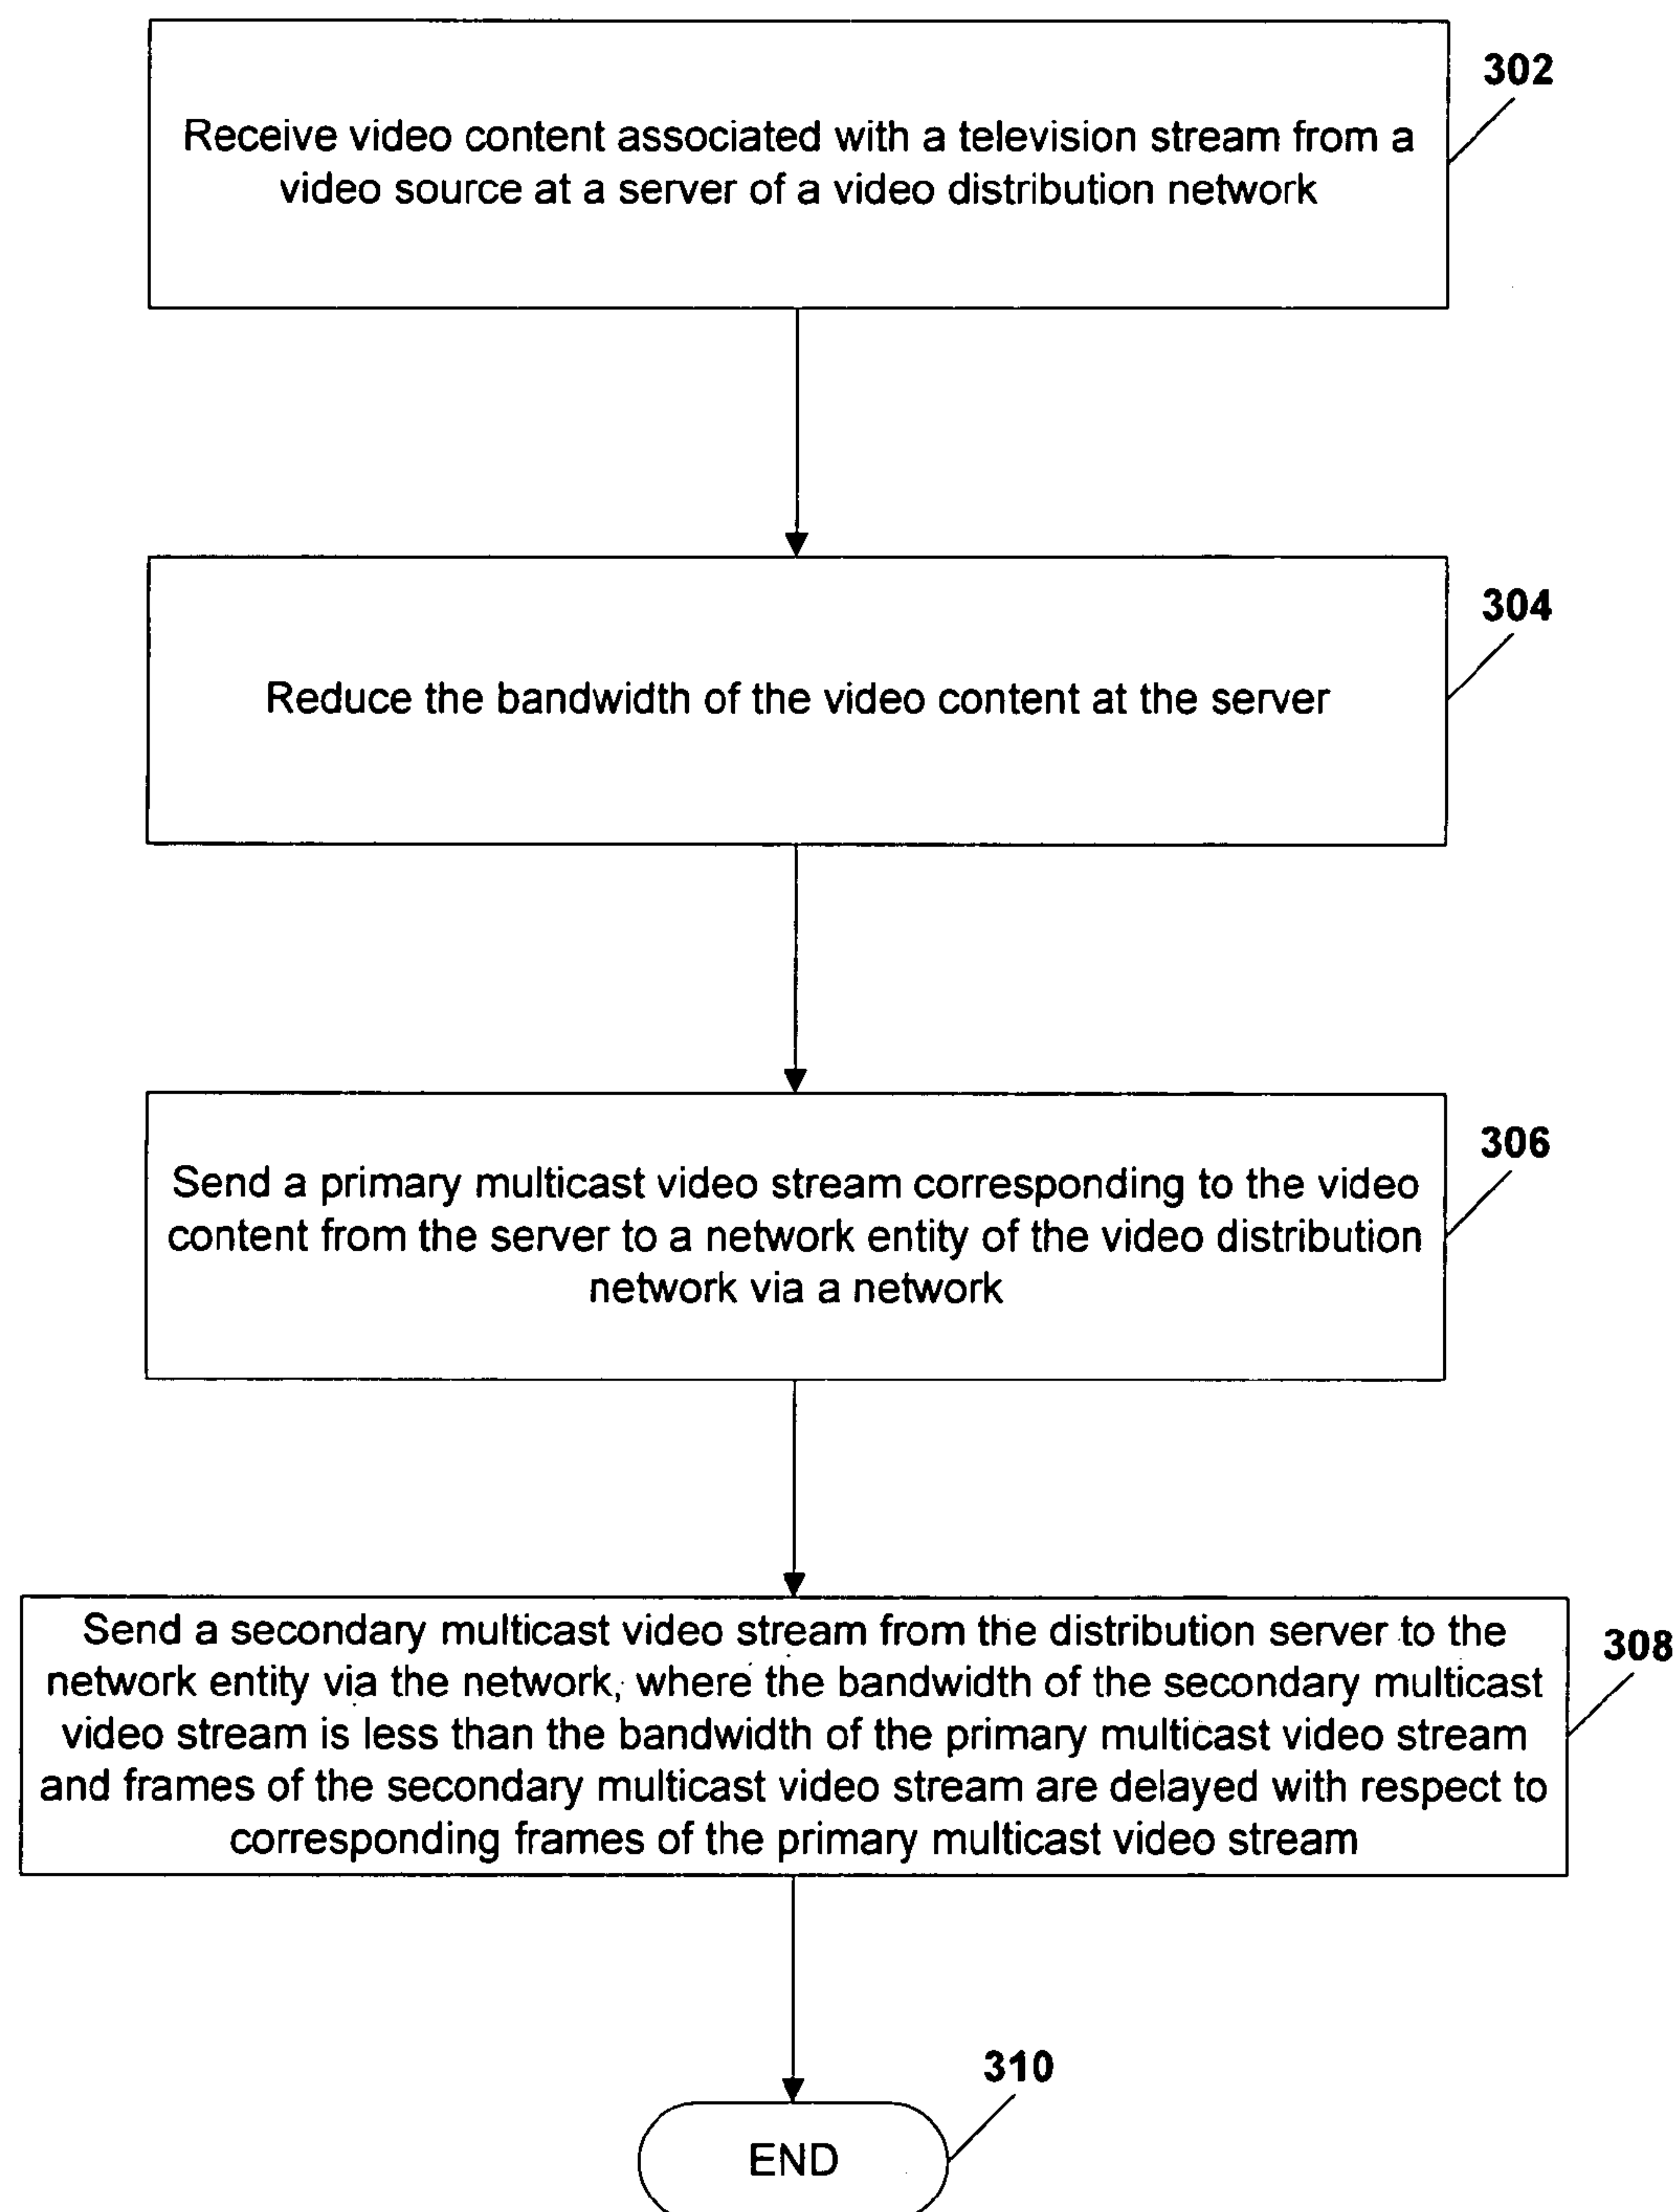 302
Receive video content associated with a television stream from a
video source at a server of a video distribution network
304
Reduce the bandwidth of the video content at the server
306
Send a primary multicast video stream corresponding to the video
content from the server to a network entity of the video distribution
network via a network
308
Send a secondary multicast video stream from the distribution server to the
network entity via the network, where the bandwidth of the secondary multicast
video stream is less than the bandwidth of the primary multicast video stream
and frames of the secondary multicast video stream are delayed with respect to
corresponding frames of the primary multicast video stream
310
END